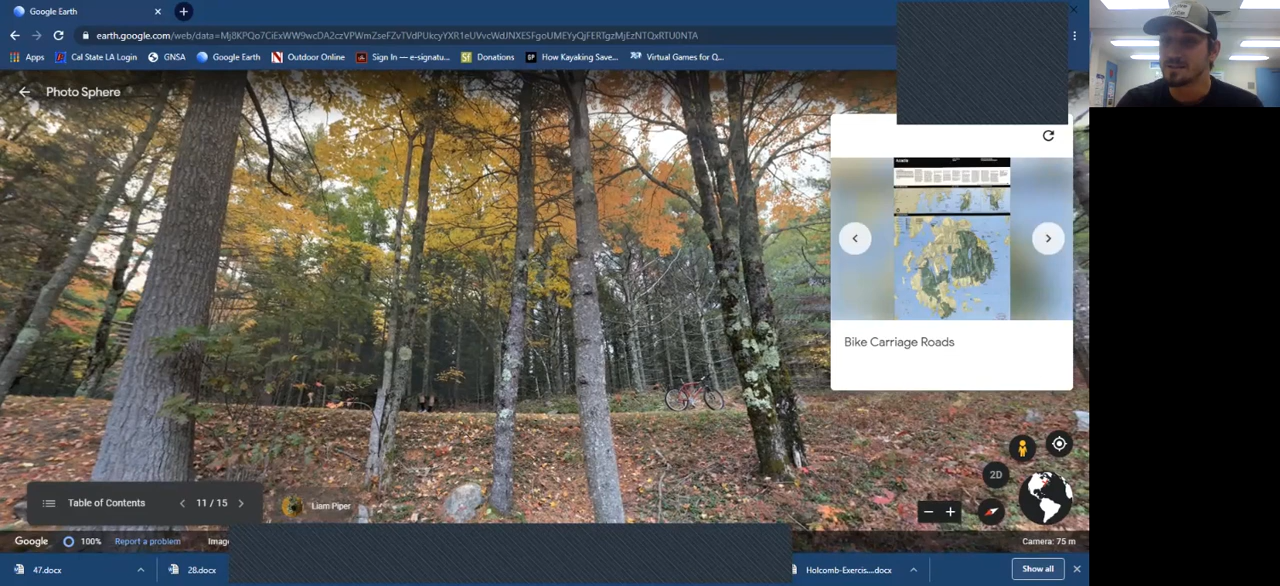 Google Earth
earth.google.com/web/data=Mj8KPQo7CiExWW9wcDA2czVPWmZseFZvTVdPUkcyYXR1eUVvcWdJNXESFgoUMEYyQjFERTgzMjEzNTQxRTU0NTA
Apps Cal State LA Login GNSA Google Earth Outdoor Online Sign In — e-signatu... Donations How Kayaking Save... Virtual Games for Q...
Photo Sphere
Roads
Bike Carriage Roads
2D
Table of Contents 11 / 15
Liam Piper
Google 100% Report a problem Camera: 75 m
47.docx 28.docx Holcomb-Exercis....docx Show all